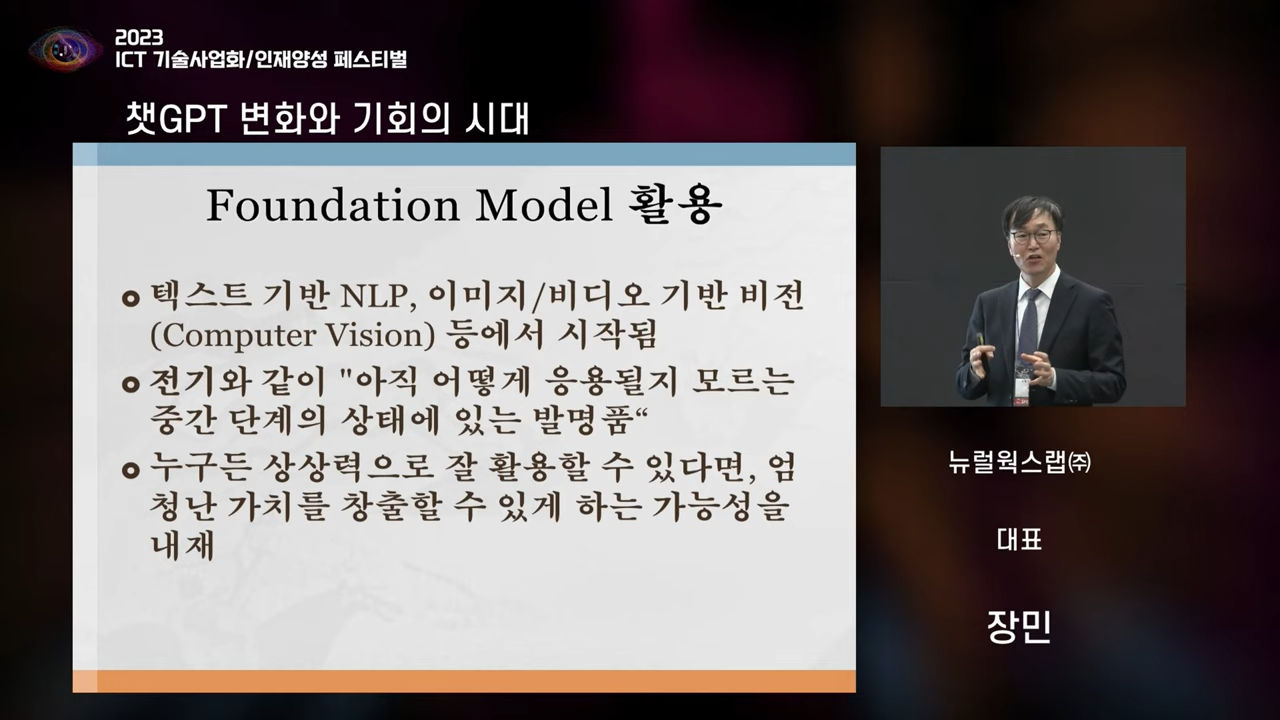 2023
ICT 기술사업화/인재양성 페스티벌
챗GPT 변화와 기회의 시대
Foundation Model 활용
텍스트 기반 NLP, 이미지/비디오 기반 비전
(Computer Vision) 등에서 시작됨
전기와 같이 "아직 어떻게 응용될지 모르는
중간 단계의 상태에 있는 발명품“
누구든 상상력으로 잘 활용할 수 있다면, 엄
청난 가치를 창출할 수 있게 하는 가능성을
내재
뉴럴웍스랩㈜
대표
장민